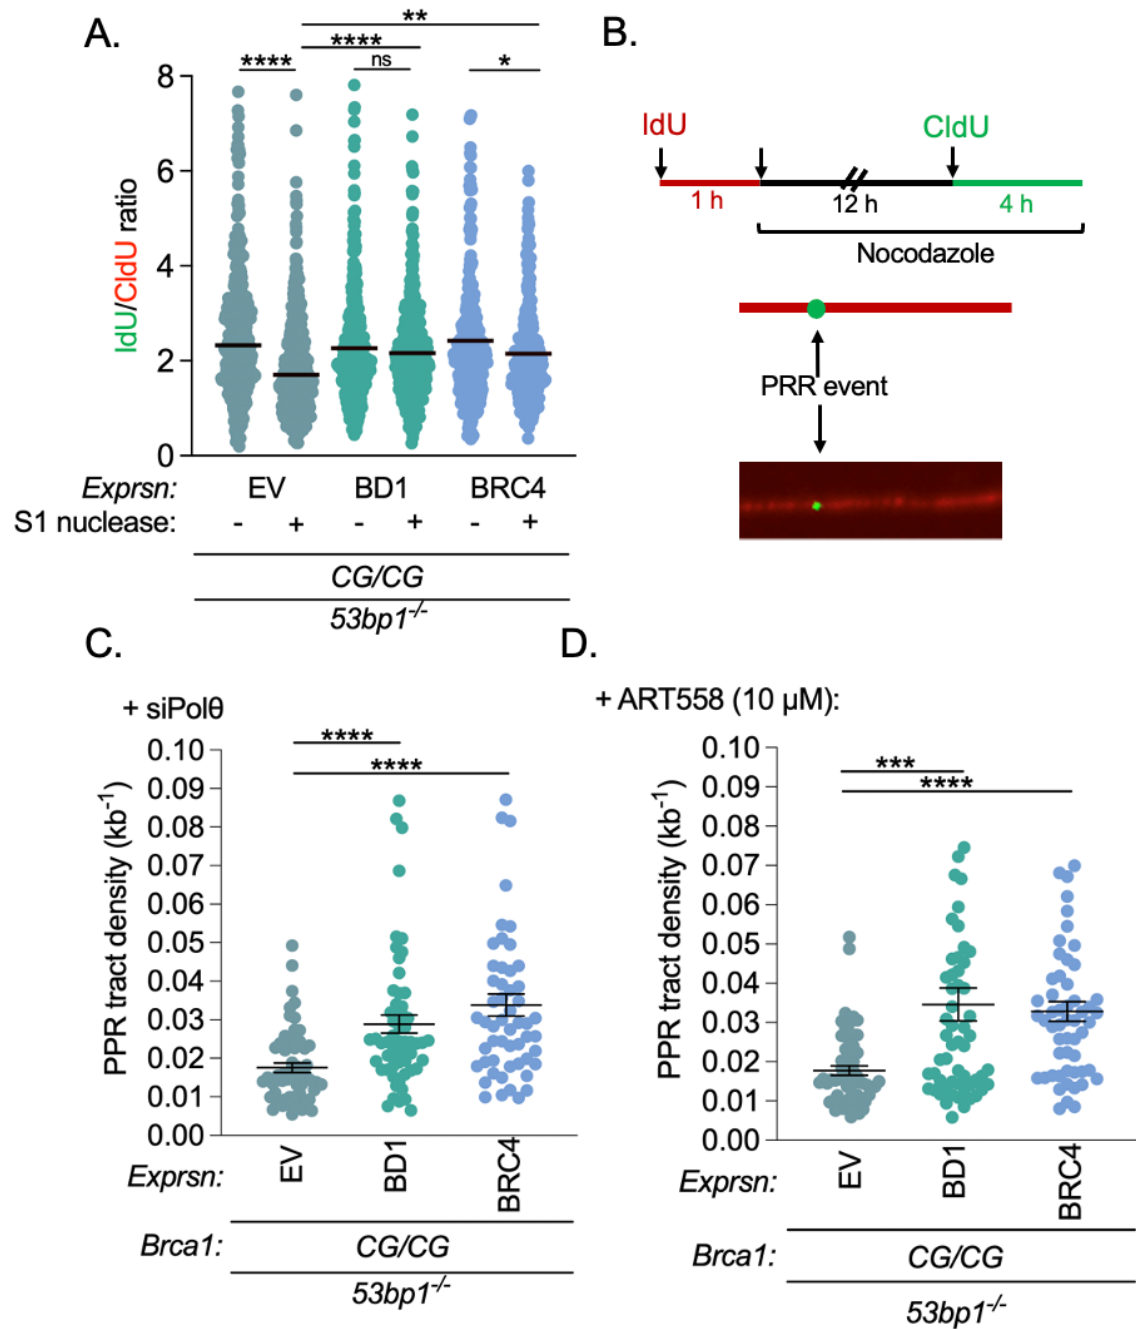 A.
**
****
****
ns
*
8
6
4
2
0
IdU/CldU ratio
Exprsn: EV BD1 BRC4
S1 nuclease: - + - + - +
CG/CG
53bp1-/-
B.
IdU
CldU
1 h
12 h
4 h
Nocodazole
PRR event
C.
+ siPolθ
****
****
0.10
0.09
0.08
0.07
0.06
0.05
0.04
0.03
0.02
0.01
0.00
PPR tract density (kb-1)
Exprsn: EV BD1 BRC4
Brca1: CG/CG
53bp1-/-
D.
+ ART558 (10 µM):
***
****
0.10
0.09
0.08
0.07
0.06
0.05
0.04
0.03
0.02
0.01
0.00
PPR tract density (kb-1)
Exprsn: EV BD1 BRC4
Brca1: CG/CG
53bp1-/-